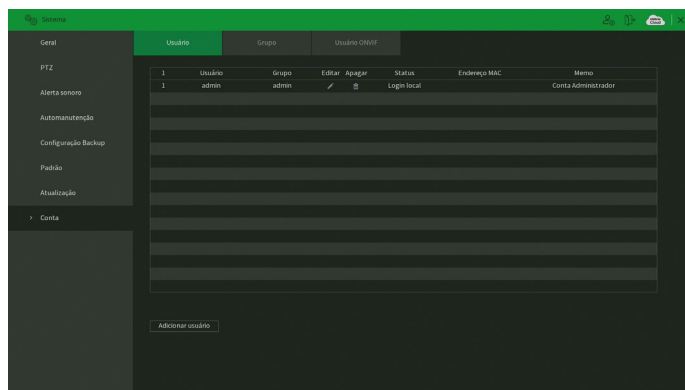 Sistema
Geral
PTZ
Alerta sonoro
Automanutenção
Configuração Backup
Padrão
Atualização
> Conta
Usuário Grupo Usuário ONVIF
1 Usuário Grupo Editar Apagar Status Endereço MAC Memo
1 admin admin Login local Conta Administrador
Adicionar usuário